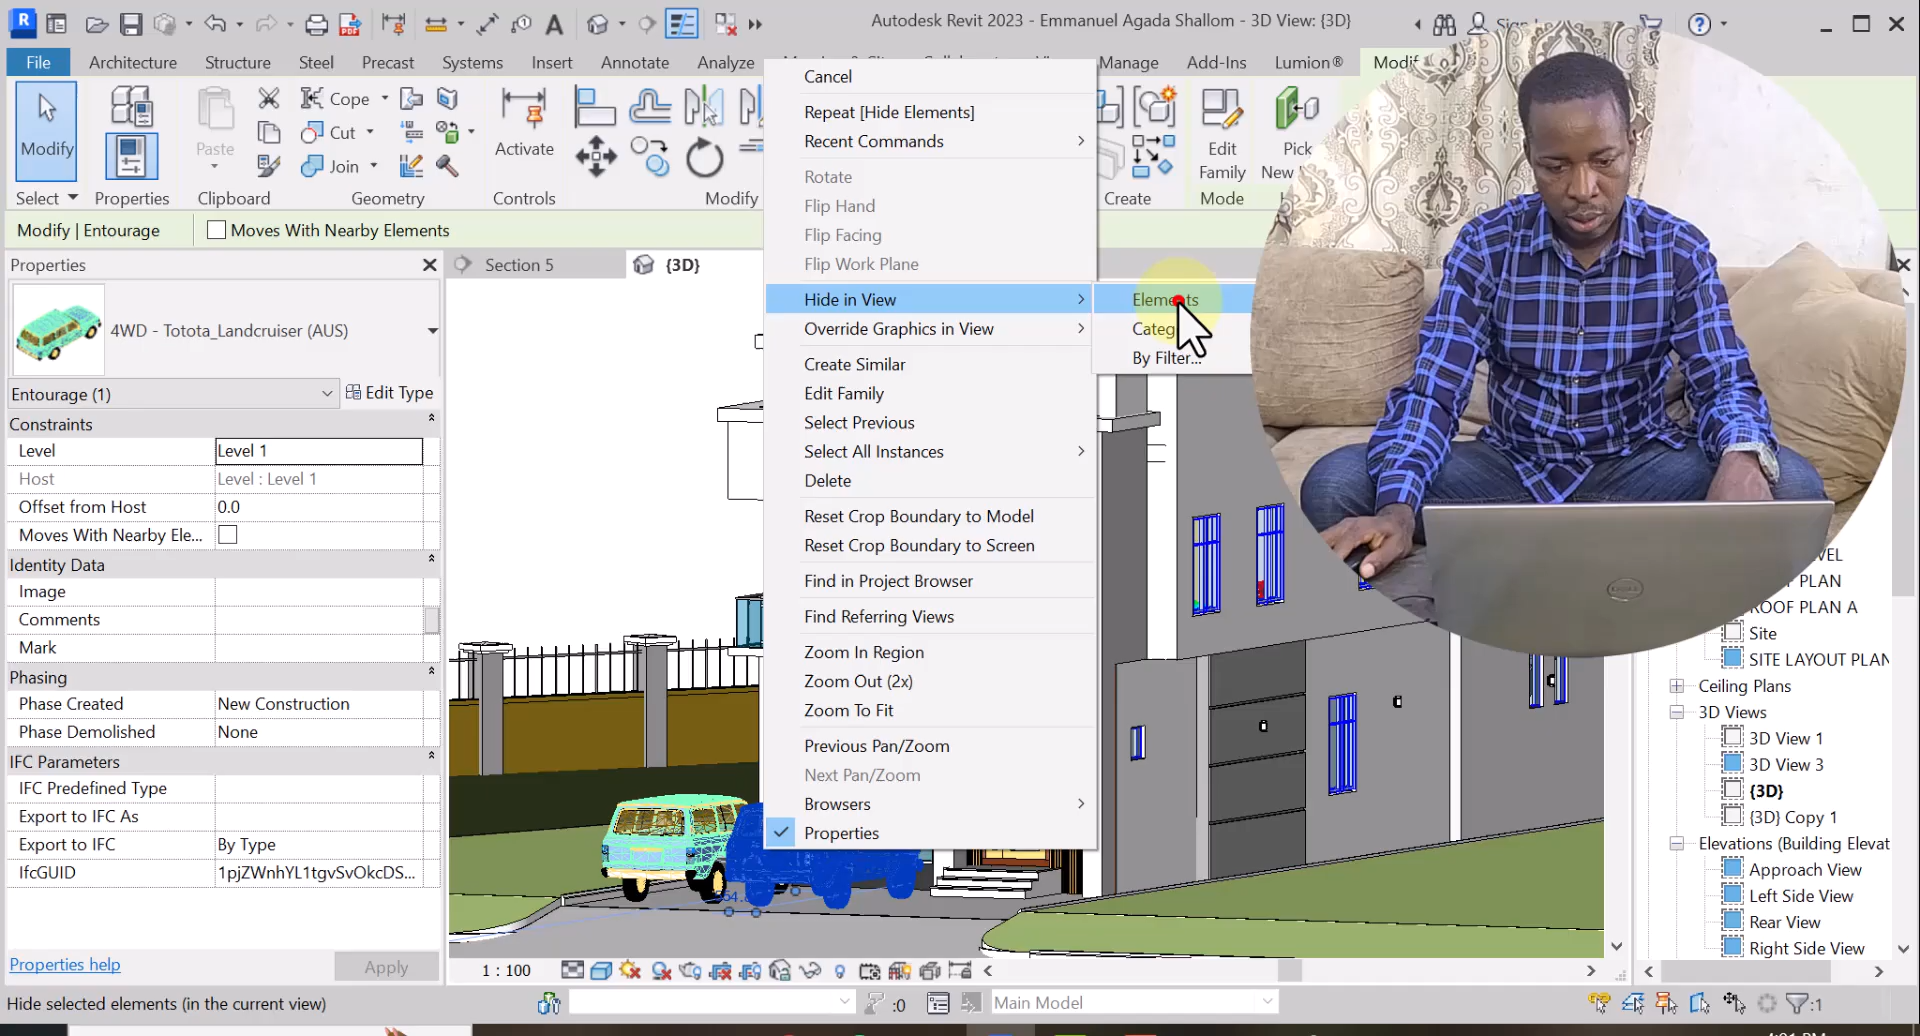 Autodesk Revit 2023 - Emmanuel Agada Shallom - 3D View: {3D}
File
Architecture
Structure
Steel
Precast
Systems
Insert
Annotate
Analyze
Manage
Add-Ins
Lumion®
Modify
Paste
Cope
Cut
Join
Activate
Edit
Family
Pick
Select
Properties
Clipboard
Geometry
Controls
Modify
Create
Mode
Modify | Entourage
Moves With Nearby Elements
Properties
4WD - Totota_Landcruiser (AUS)
Entourage (1)
Edit Type
Constraints
Level
Level 1
Host
Level : Level 1
Offset from Host
0.0
Moves With Nearby Ele...
Identity Data
Image
Comments
Mark
Phasing
Phase Created
New Construction
Phase Demolished
None
IFC Parameters
IFC Predefined Type
Export to IFC As
Export to IFC
By Type
IfcGUID
1pjZWnhYL1tgvSvOkcDS...
Properties help
Apply
Section 5
{3D}
Cancel
Repeat [Hide Elements]
Recent Commands
Rotate
Flip Hand
Flip Facing
Flip Work Plane
Hide in View
Override Graphics in View
Create Similar
Edit Family
Select Previous
Select All Instances
Delete
Reset Crop Boundary to Model
Reset Crop Boundary to Screen
Find in Project Browser
Find Referring Views
Zoom In Region
Zoom Out (2x)
Zoom To Fit
Previous Pan/Zoom
Next Pan/Zoom
Browsers
Properties
Elements
By Filter...
PLAN
ROOF PLAN A
Site
SITE LAYOUT PLAN
Ceiling Plans
3D Views
3D View 1
3D View 3
{3D}
{3D} Copy 1
Elevations (Building Elevat
Approach View
Left Side View
Rear View
Right Side View
1 : 100
Hide selected elements (in the current view)
:0
Main Model
:1